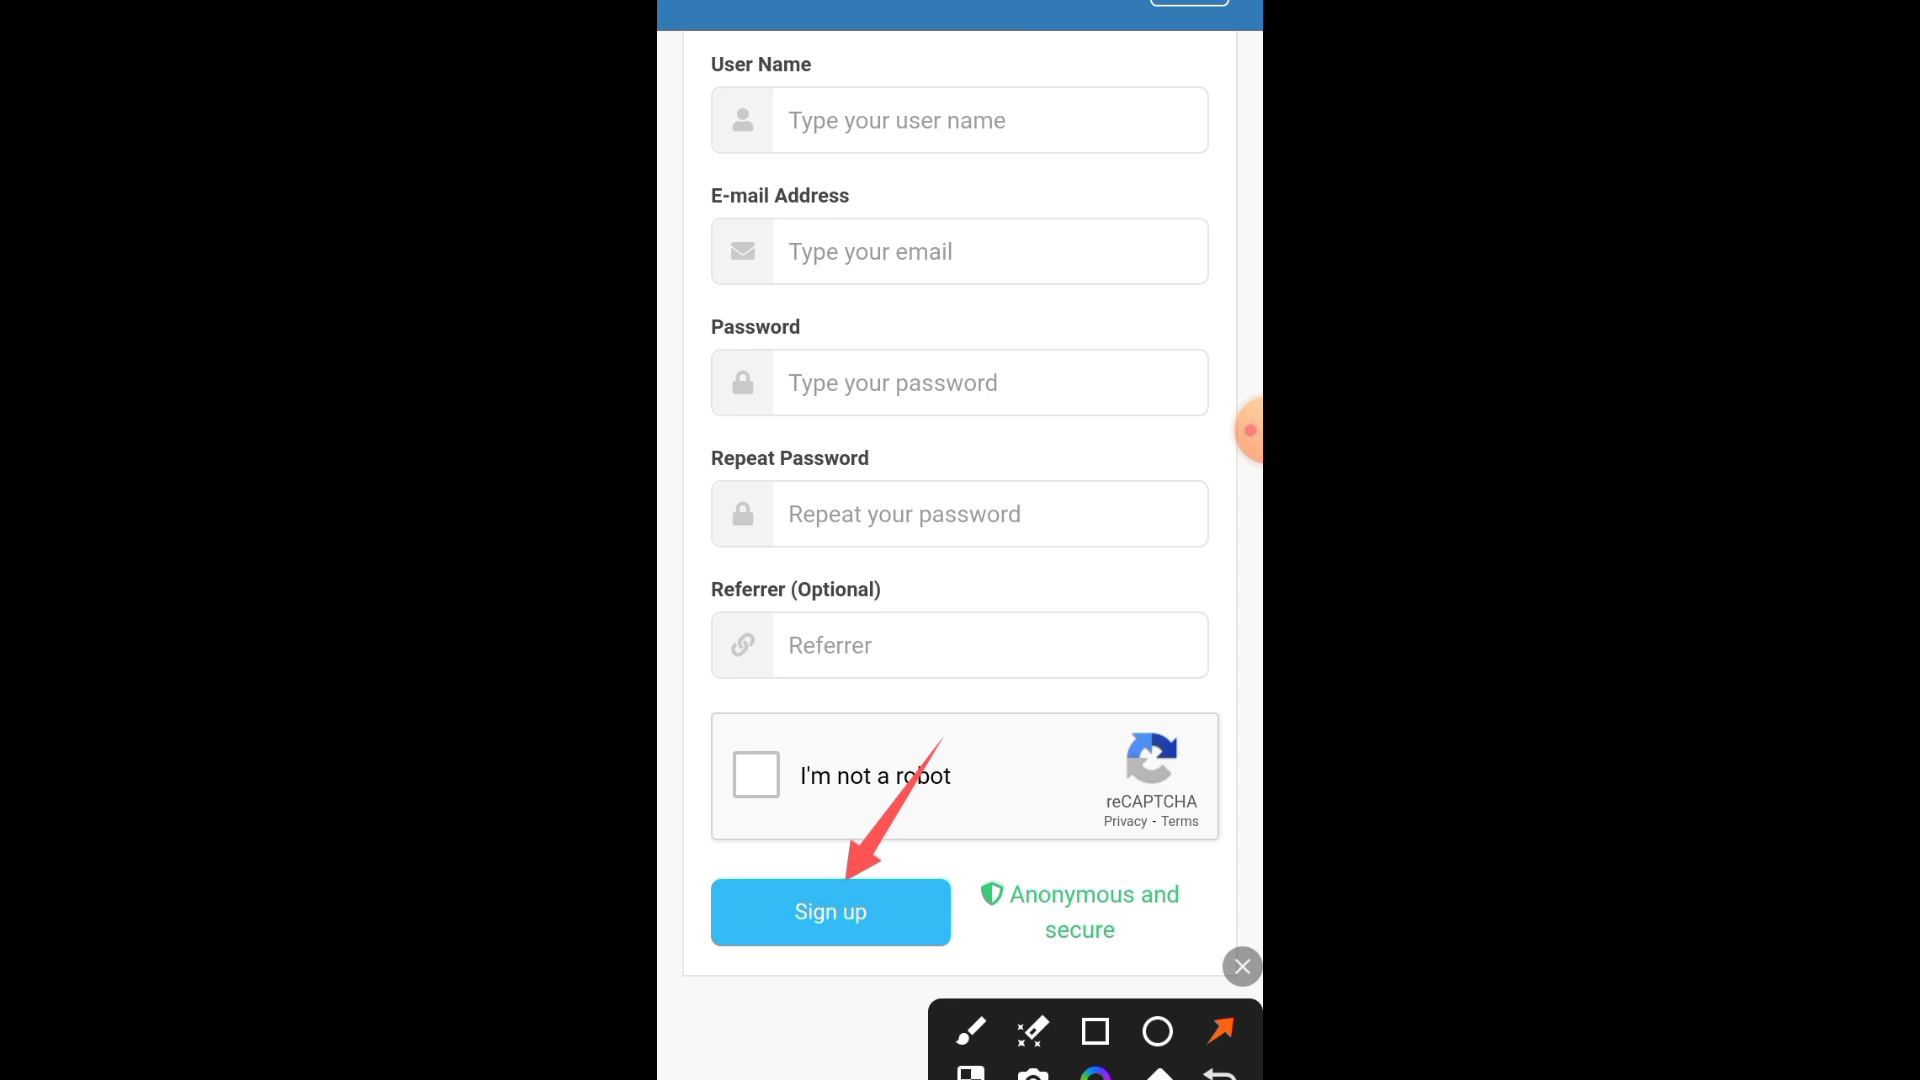 User Name
Type your user name
E-mail Address
Type your email
Password
Type your password
Repeat Password
Repeat your password
Referrer (Optional)
Referrer
I'm not a robot
reCAPTCHA
Privacy - Terms
Sign up
Anonymous and
secure